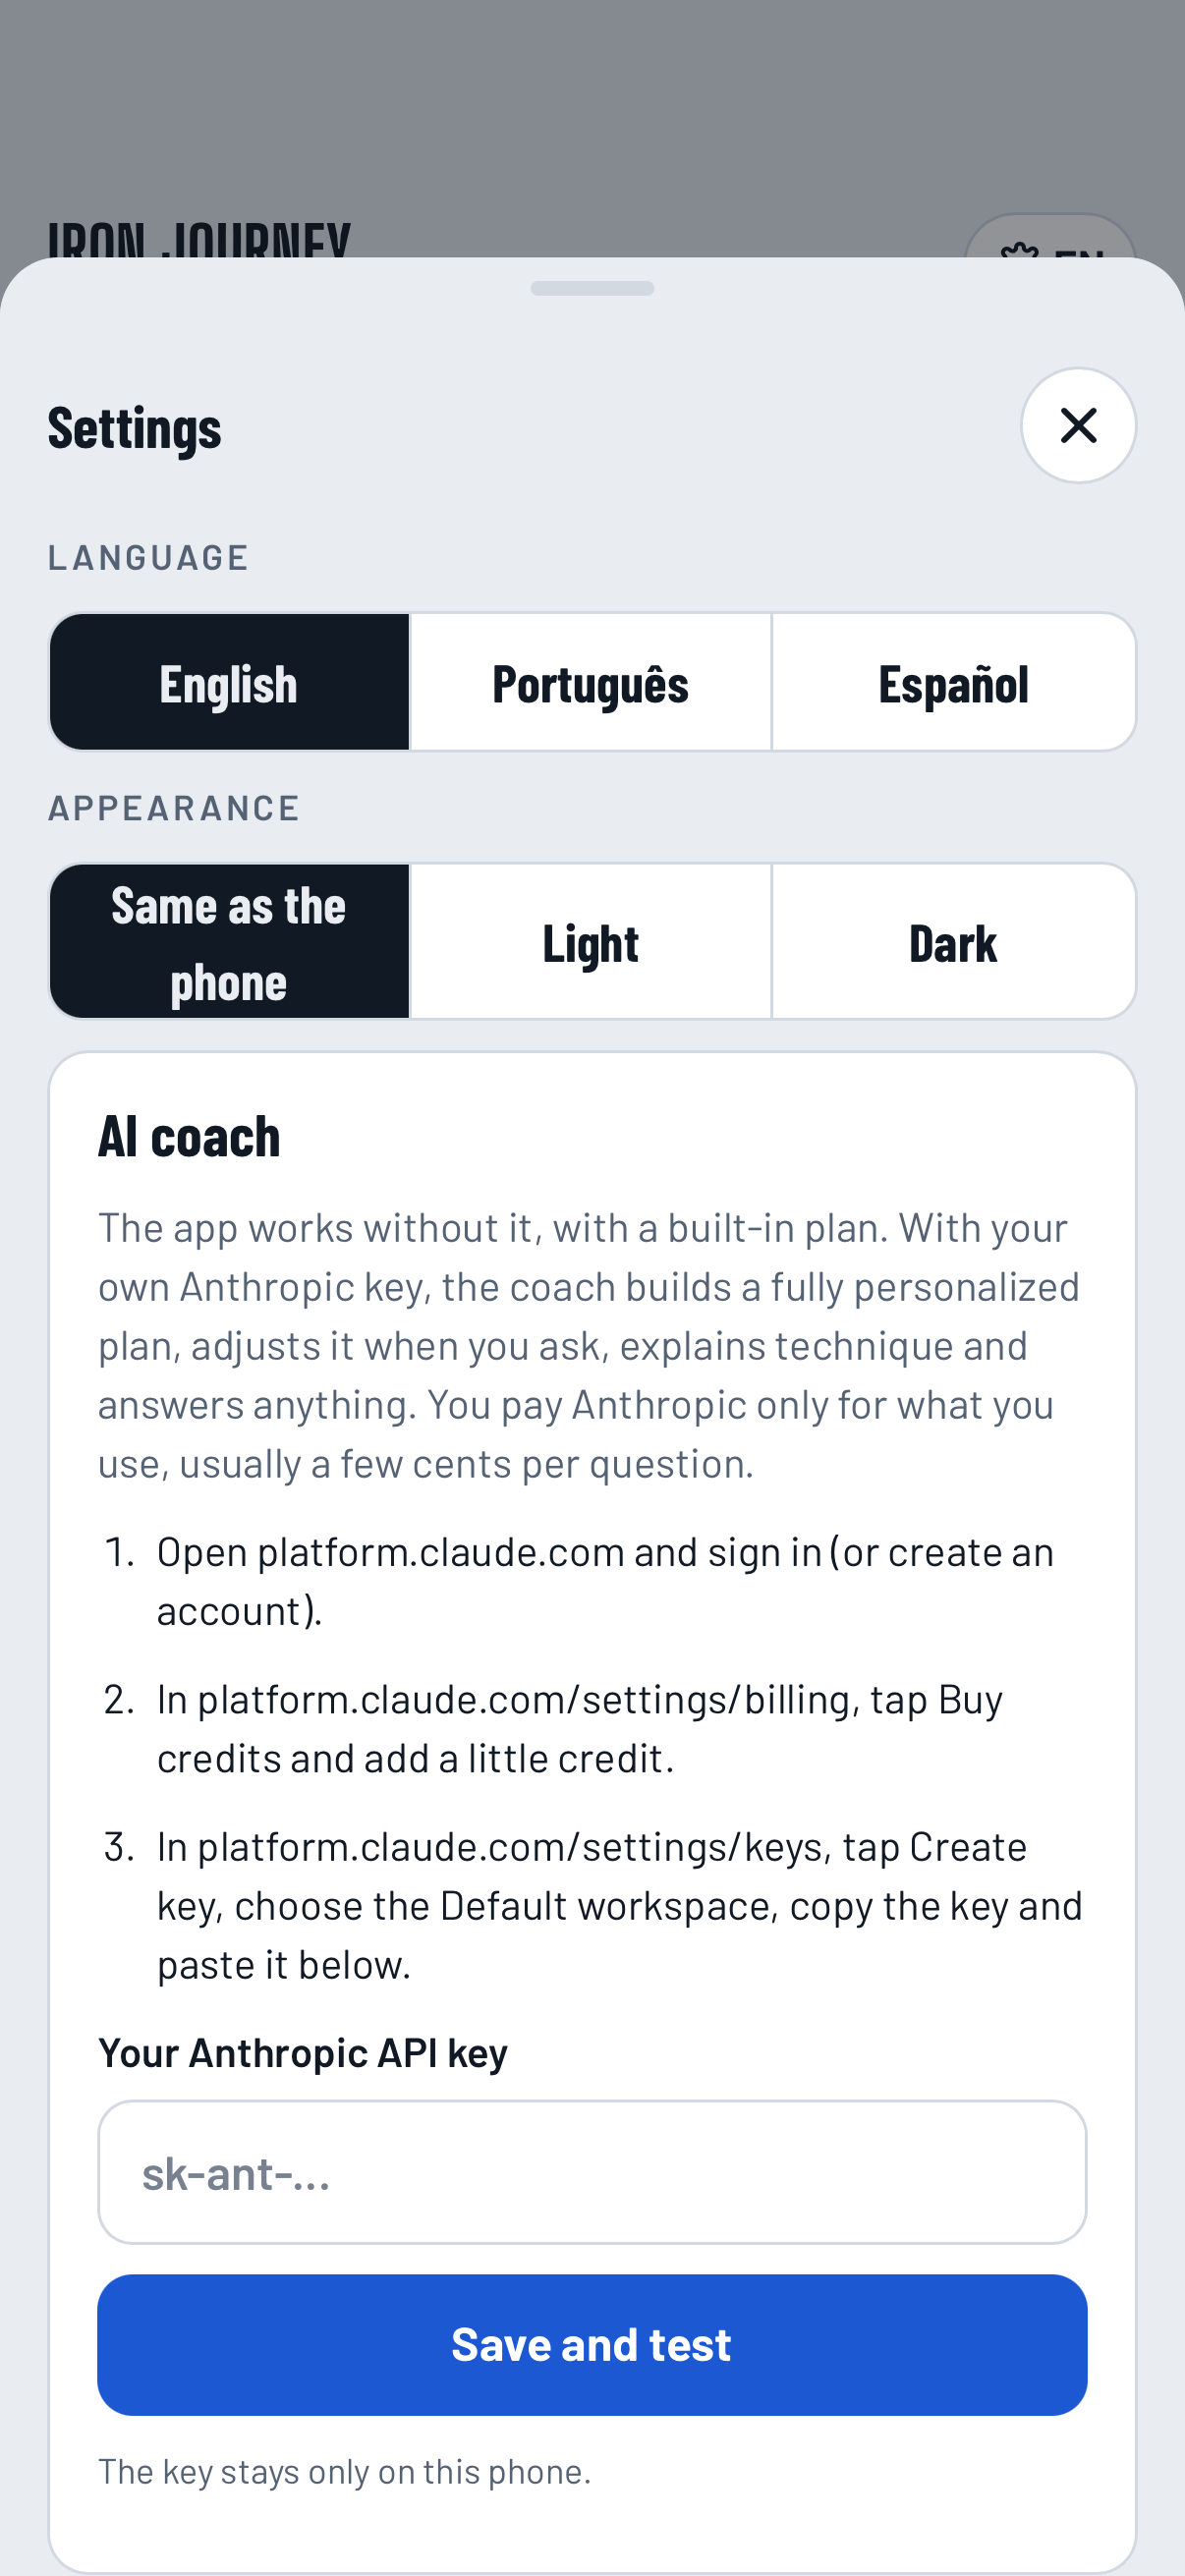 IRON JOURNEY
EN
Settings
LANGUAGE
English
Português
Español
APPEARANCE
Same as the
phone
Light
Dark
AI coach
The app works without it, with a built-in plan. With your
own Anthropic key, the coach builds a fully personalized
plan, adjusts it when you ask, explains technique and
answers anything. You pay Anthropic only for what you
use, usually a few cents per question.
1. Open platform.claude.com and sign in (or create an
account).
2. In platform.claude.com/settings/billing, tap Buy
credits and add a little credit.
3. In platform.claude.com/settings/keys, tap Create
key, choose the Default workspace, copy the key and
paste it below.
Your Anthropic API key
sk-ant-...
Save and test
The key stays only on this phone.